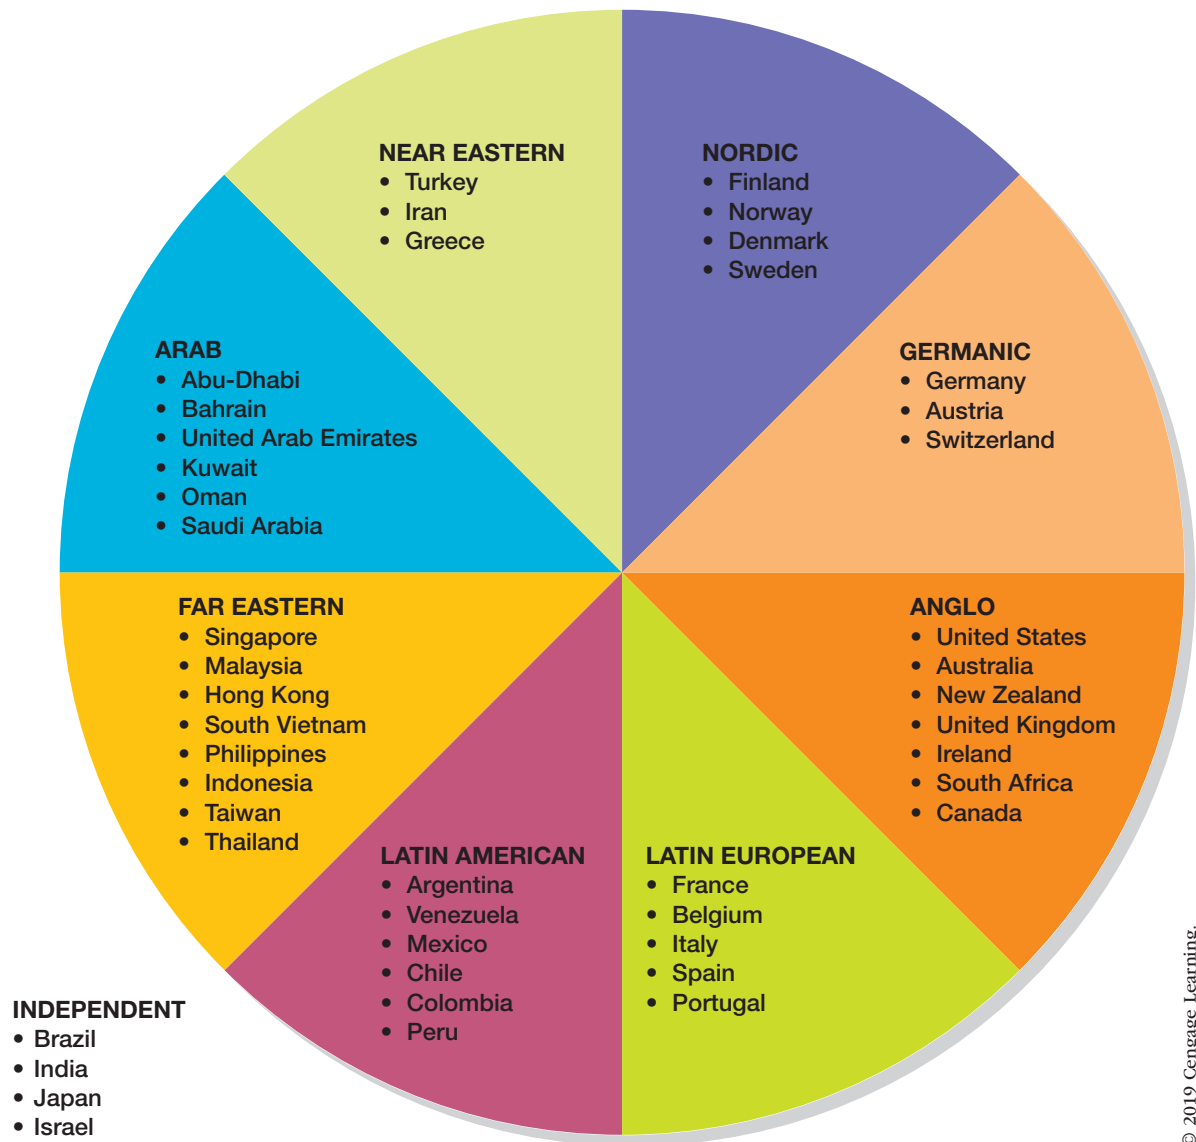 NEAR EASTERN
• Turkey
• Iran
• Greece
NORDIC
• Finland
• Norway
• Denmark
• Sweden
ARAB
• Abu-Dhabi
• Bahrain
• United Arab Emirates
• Kuwait
• Oman
• Saudi Arabia
GERMANIC
• Germany
• Austria
• Switzerland
FAR EASTERN
• Singapore
• Malaysia
• Hong Kong
• South Vietnam
• Philippines
• Indonesia
• Taiwan
• Thailand
ANGLO
• United States
• Australia
• New Zealand
• United Kingdom
• Ireland
• South Africa
• Canada
LATIN AMERICAN
• Argentina
• Venezuela
• Mexico
• Chile
• Colombia
• Peru
LATIN EUROPEAN
• France
• Belgium
• Italy
• Spain
• Portugal
INDEPENDENT
• Brazil
• India
• Japan
• Israel
© 2019 Cengage Learning.